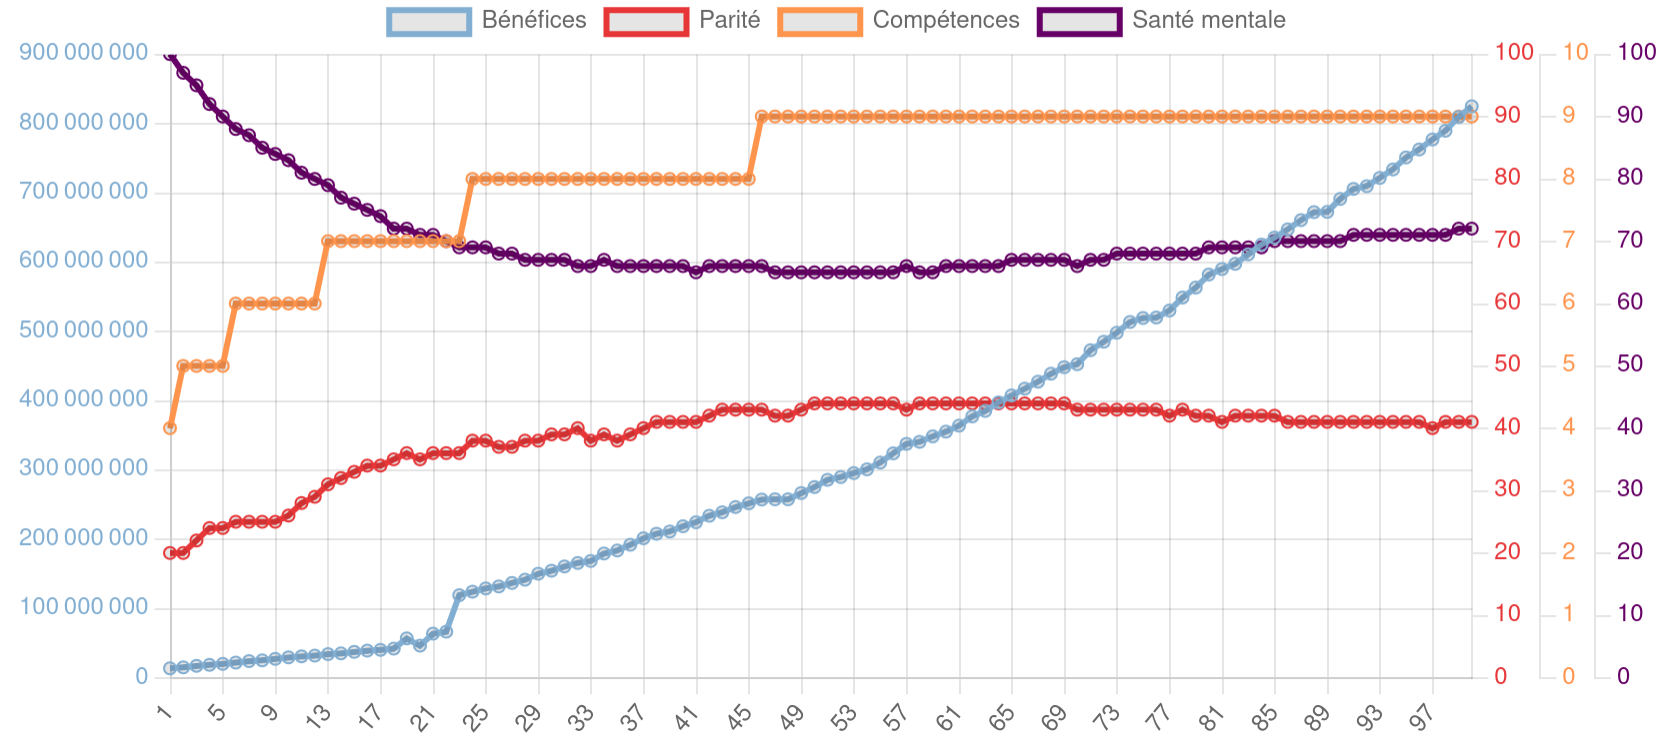 Bénéfices Parité Compétences Santé mentale
900 000 000 100 10 100
800 000 000 90 9 90
700 000 000 80 8 80
600 000 000 70 7 70
500 000 000 60 6 60
400 000 000 50 5 50
300 000 000 40 4 40
200 000 000 30 3 30
100 000 000 20 2 20
0 10 1 10
0 0 0
1 5 9 13 17 21 25 29 33 37 41 45 49 53 57 61 65 69 73 77 81 85 89 93 97